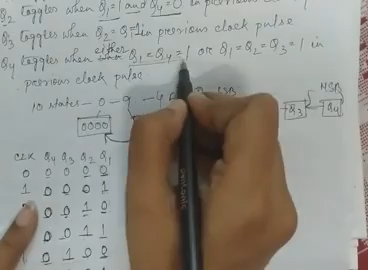 Q2 toggles when Q1=1 and Q4=0 in previous clock
Q3 toggles when Q2=Q=1 in previous clock pulse
Q4 toggles when either Q1=Q4=1 or Q1=Q2=Q3=1 in
previous clock pulse
10 states - 0 - 9 - 4 MSB
0000 Q3 Q4 MSB
CLK Q4 Q3 Q2 Q1
0 0 0 0 0
1 0 0 0 1
0 0 1 0
0 0 1 1
0 1 0 0